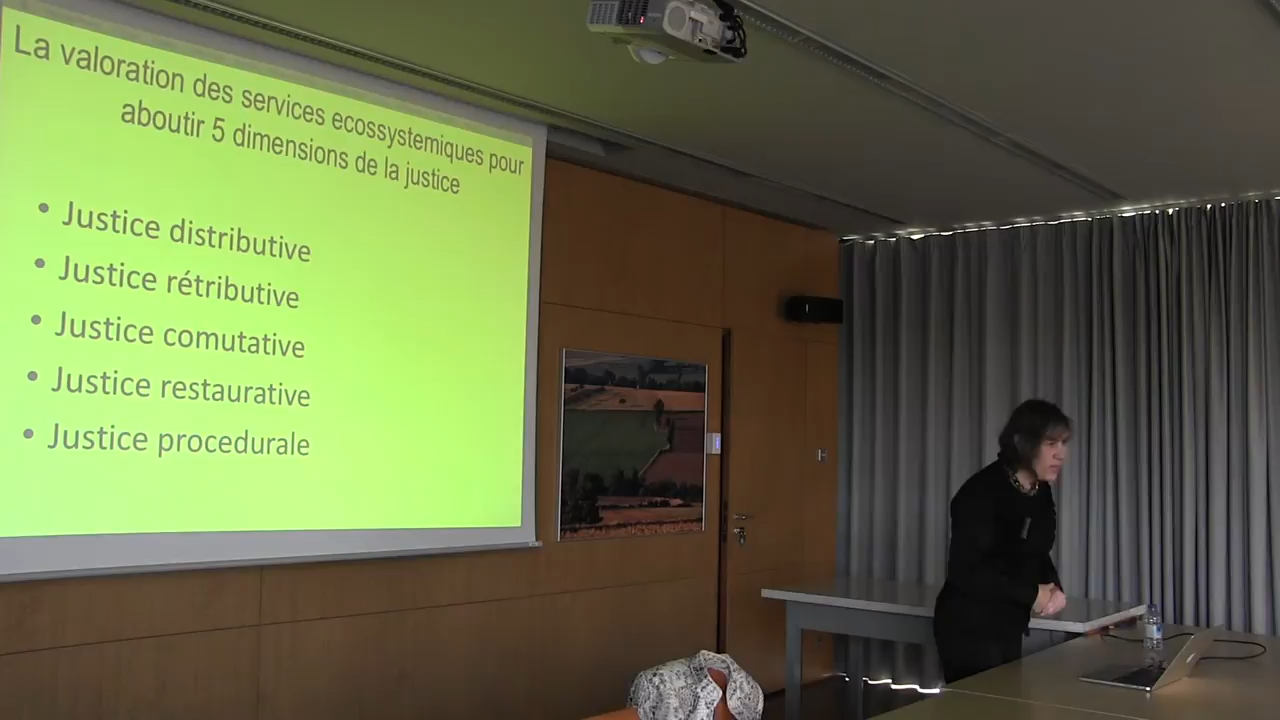 La valoration des services ecossystemiques pour
aboutir 5 dimensions de la justice
• Justice distributive
• Justice rétributive
• Justice comutative
• Justice restaurative
• Justice procedurale